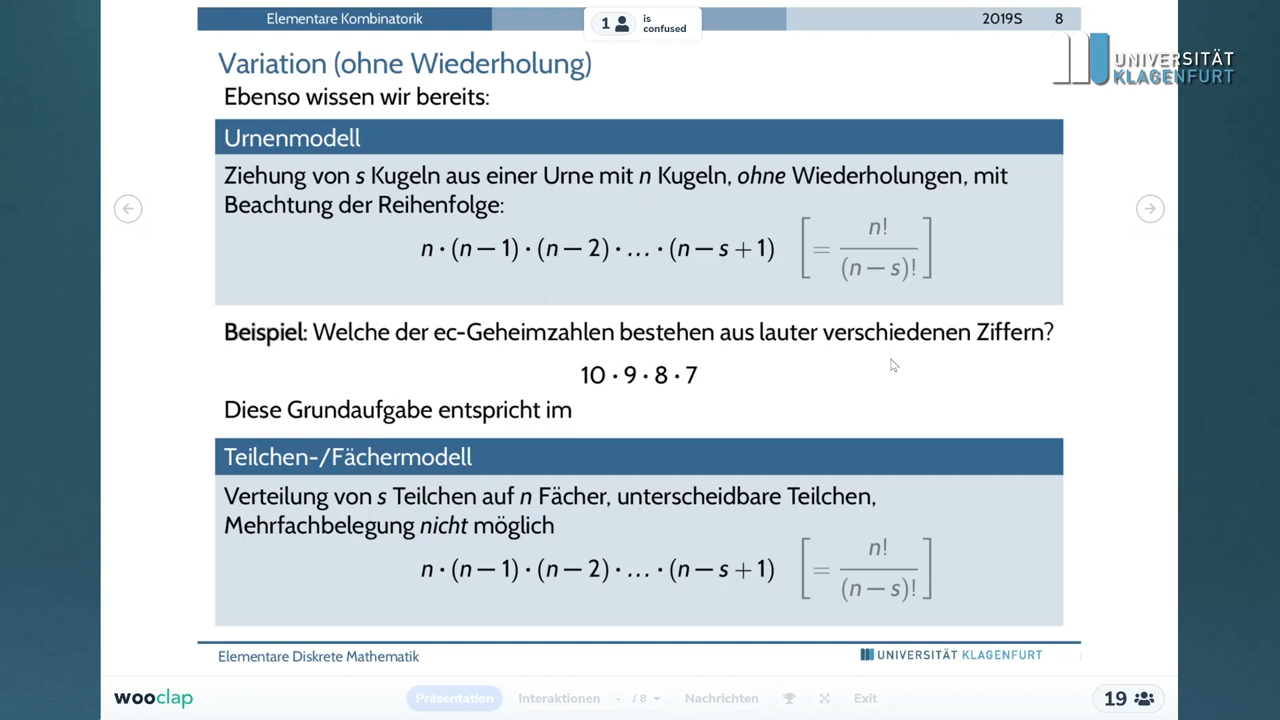 Elementare Kombinatorik
2019S 8
1 is confused
UNIVERSITÄT
KLAGENFURT
Variation (ohne Wiederholung)
Ebenso wissen wir bereits:
Urnenmodell
Ziehung von s Kugeln aus einer Urne mit n Kugeln, ohne Wiederholungen, mit
Beachtung der Reihenfolge:
n · (n − 1) · (n − 2) · … · (n − s + 1) [ = n! / (n − s)! ]
Beispiel: Welche der ec-Geheimzahlen bestehen aus lauter verschiedenen Ziffern?
10 · 9 · 8 · 7
Diese Grundaufgabe entspricht im
Teilchen-/Fächermodell
Verteilung von s Teilchen auf n Fächer, unterscheidbare Teilchen,
Mehrfachbelegung nicht möglich
n · (n − 1) · (n − 2) · … · (n − s + 1) [ = n! / (n − s)! ]
Elementare Diskrete Mathematik
UNIVERSITÄT KLAGENFURT
wooclap
Präsentation Interaktionen - / 8 Nachrichten Exit
19